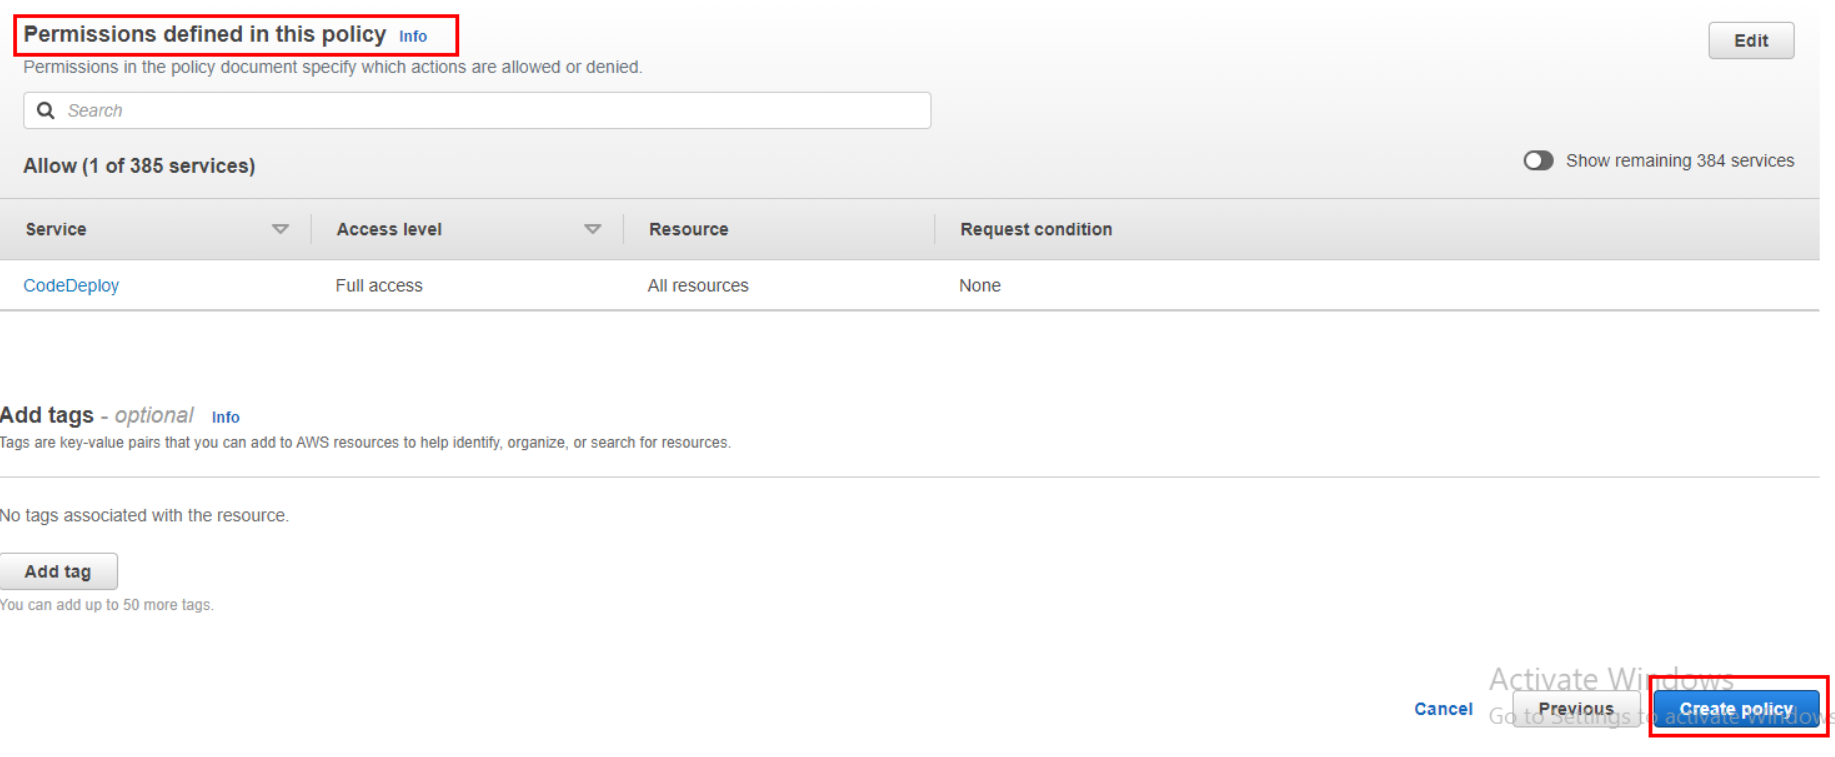 Permissions defined in this policy Info
Edit
Permissions in the policy document specify which actions are allowed or denied.
Search
Allow (1 of 385 services)
Show remaining 384 services
Service Access level Resource Request condition
CodeDeploy Full access All resources None
Add tags - optional Info
Tags are key-value pairs that you can add to AWS resources to help identify, organize, or search for resources.
No tags associated with the resource.
Add tag
You can add up to 50 more tags.
Activate Windows
Go to Settings to activate Windows
Cancel Previous Create policy